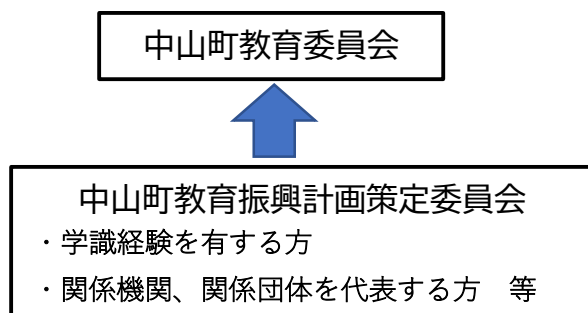 中山町教育委員会
中山町教育振興計画策定委員会
・学識経験を有する方
・関係機関、関係団体を代表する方　等